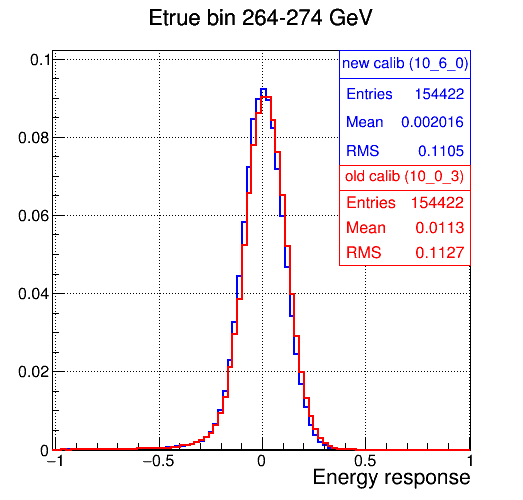 Etrue bin 264-274 GeV
new calib (10_6_0)
Entries 154422
Mean 0.002016
RMS 0.1105
old calib (10_0_3)
Entries 154422
Mean 0.0113
RMS 0.1127
0.1
0.08
0.06
0.04
0.02
0
−1 −0.5 0 0.5 1
Energy response